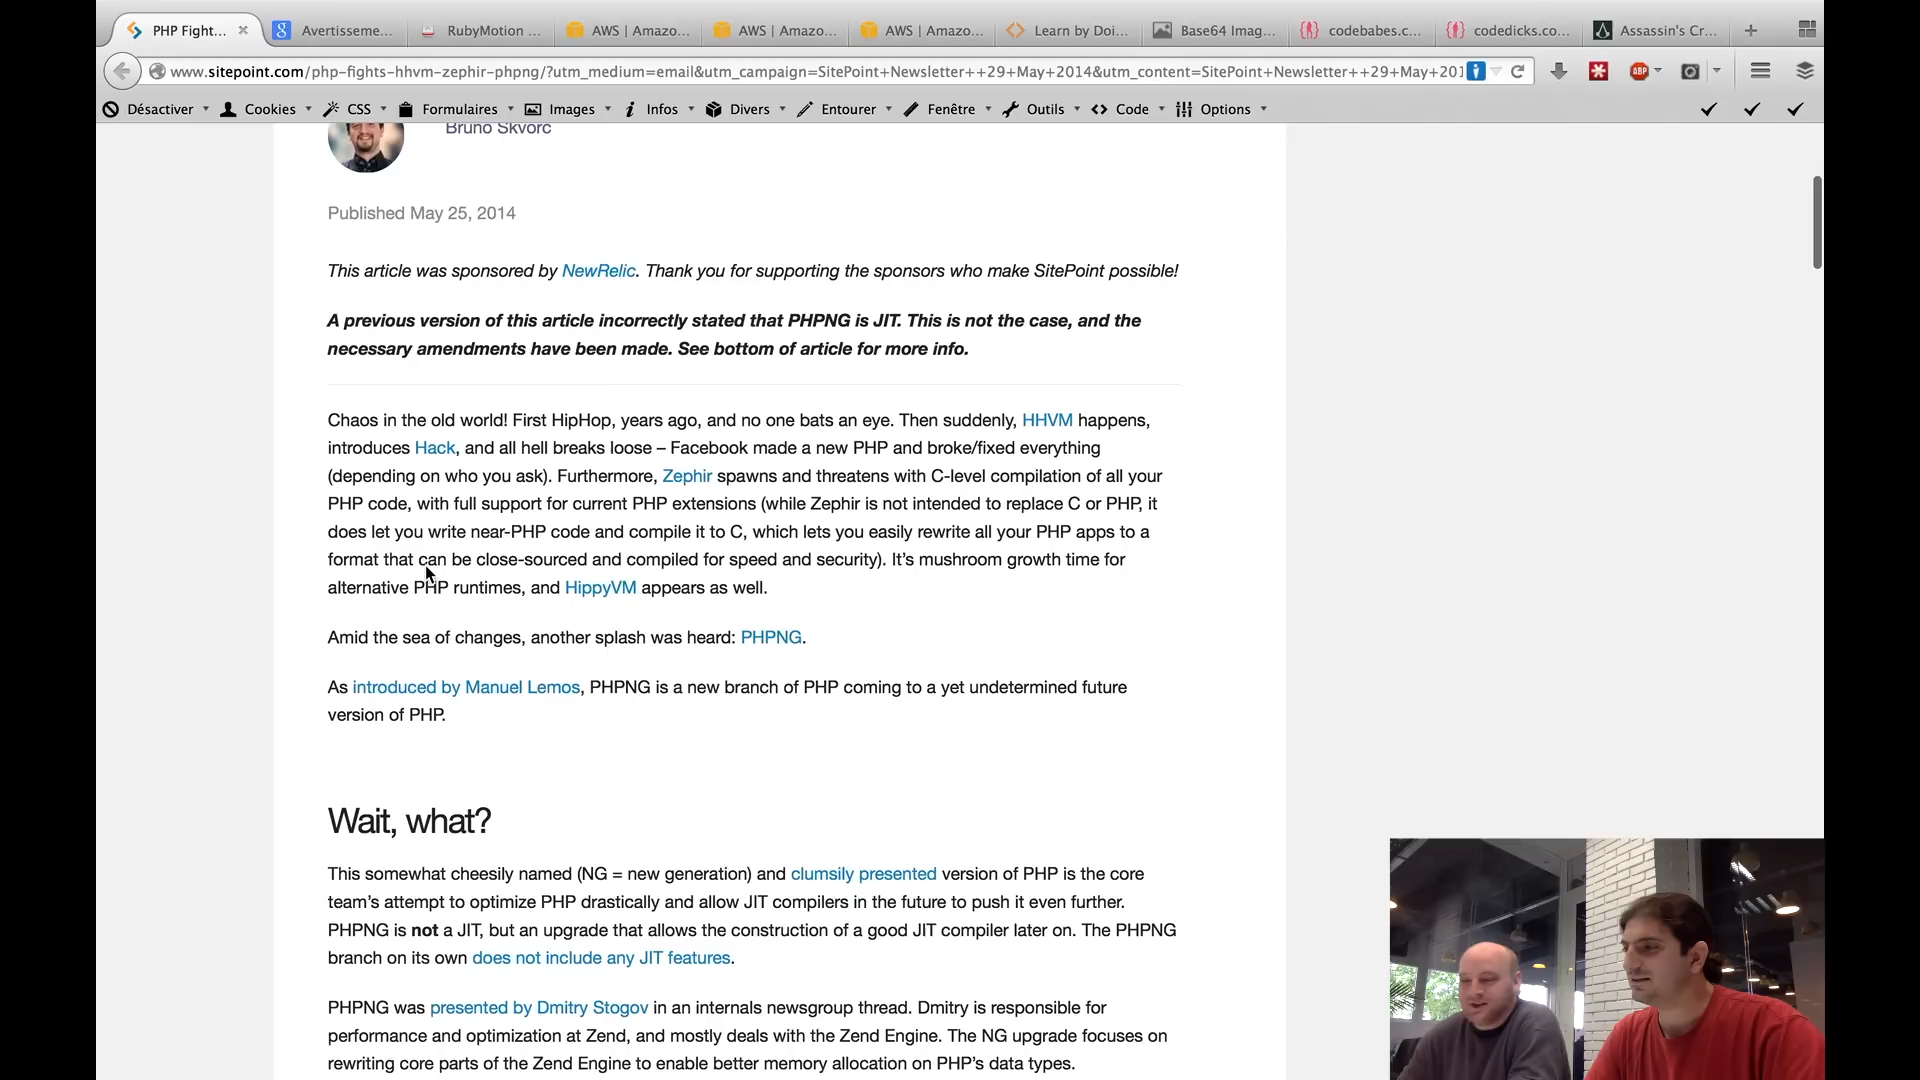 PHP Fight...
Avertisseme...
RubyMotion ...
AWS | Amazo...
AWS | Amazo...
AWS | Amazo...
Learn by Doi...
Base64 Imag...
codebabes.c...
codedicks.co...
Assassin's Cr...
www.sitepoint.com/php-fights-hhvm-zephir-phpng/?utm_medium=email&utm_campaign=SitePoint+Newsletter++29+May+2014&utm_content=SitePoint+Newsletter++29+May+201
ABP
Désactiver Cookies CSS Formulaires Images Infos Divers Entourer Fenêtre Outils Code Options
Bruno Skvorc
Published May 25, 2014
This article was sponsored by NewRelic. Thank you for supporting the sponsors who make SitePoint possible!
A previous version of this article incorrectly stated that PHPNG is JIT. This is not the case, and the
necessary amendments have been made. See bottom of article for more info.
Chaos in the old world! First HipHop, years ago, and no one bats an eye. Then suddenly, HHVM happens,
introduces Hack, and all hell breaks loose – Facebook made a new PHP and broke/fixed everything
(depending on who you ask). Furthermore, Zephir spawns and threatens with C-level compilation of all your
PHP code, with full support for current PHP extensions (while Zephir is not intended to replace C or PHP, it
does let you write near-PHP code and compile it to C, which lets you easily rewrite all your PHP apps to a
format that can be close-sourced and compiled for speed and security). It's mushroom growth time for
alternative PHP runtimes, and HippyVM appears as well.
Amid the sea of changes, another splash was heard: PHPNG.
As introduced by Manuel Lemos, PHPNG is a new branch of PHP coming to a yet undetermined future
version of PHP.
Wait, what?
This somewhat cheesily named (NG = new generation) and clumsily presented version of PHP is the core
team's attempt to optimize PHP drastically and allow JIT compilers in the future to push it even further.
PHPNG is not a JIT, but an upgrade that allows the construction of a good JIT compiler later on. The PHPNG
branch on its own does not include any JIT features.
PHPNG was presented by Dmitry Stogov in an internals newsgroup thread. Dmitry is responsible for
performance and optimization at Zend, and mostly deals with the Zend Engine. The NG upgrade focuses on
rewriting core parts of the Zend Engine to enable better memory allocation on PHP's data types.